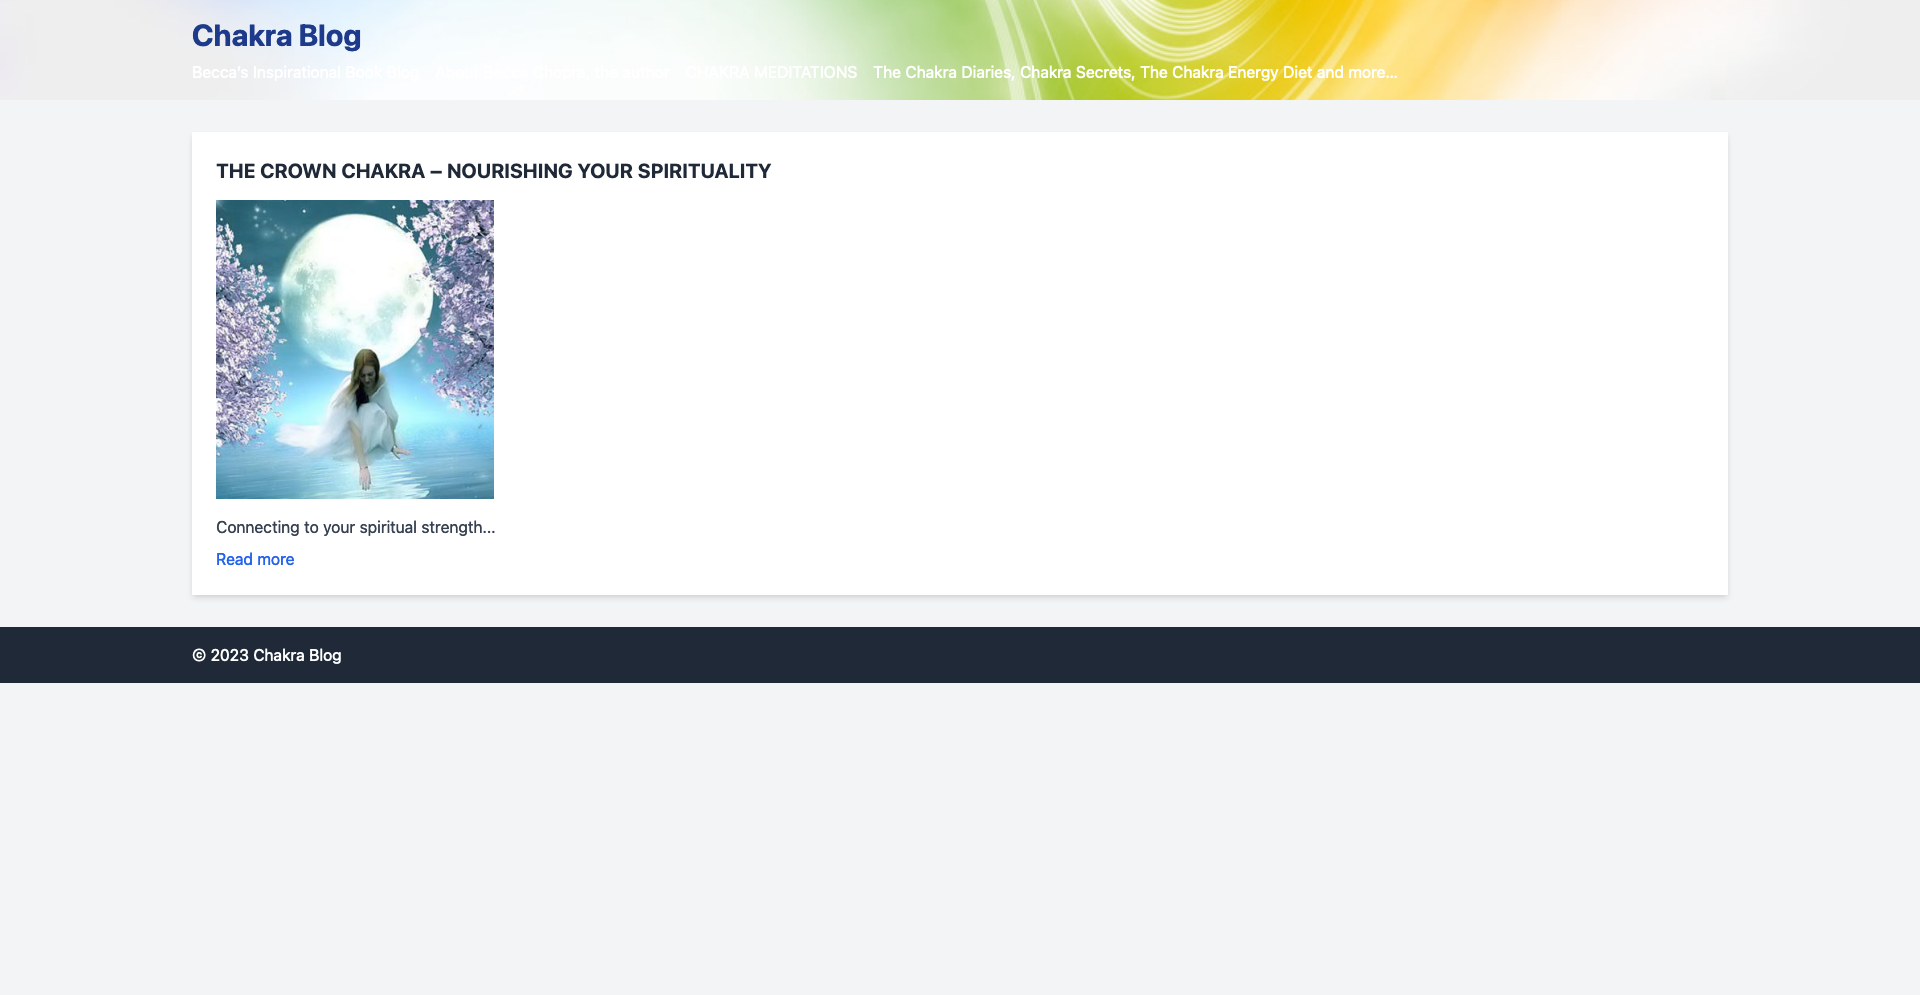 Chakra Blog
Becca's Inspirational Book Blog About Becca Chopra, the author CHAKRA MEDITATIONS The Chakra Diaries, Chakra Secrets, The Chakra Energy Diet and more...
THE CROWN CHAKRA – NOURISHING YOUR SPIRITUALITY
Connecting to your spiritual strength...
Read more
© 2023 Chakra Blog